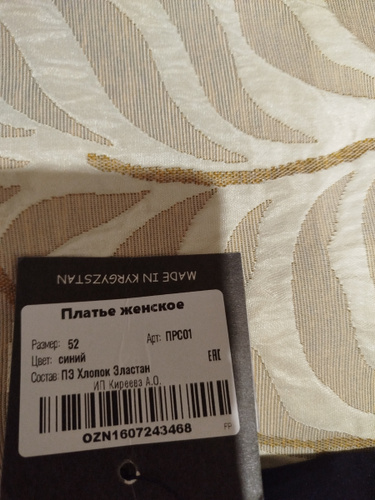 MADE IN KYRGYZSTAN
Платье женское
Размер: 52 Арт: ПРС01
Цвет: синий
EAC
Состав: ПЭ Хлопок Эластан
ИП Киреева А.О.
OZN1607243468 PP